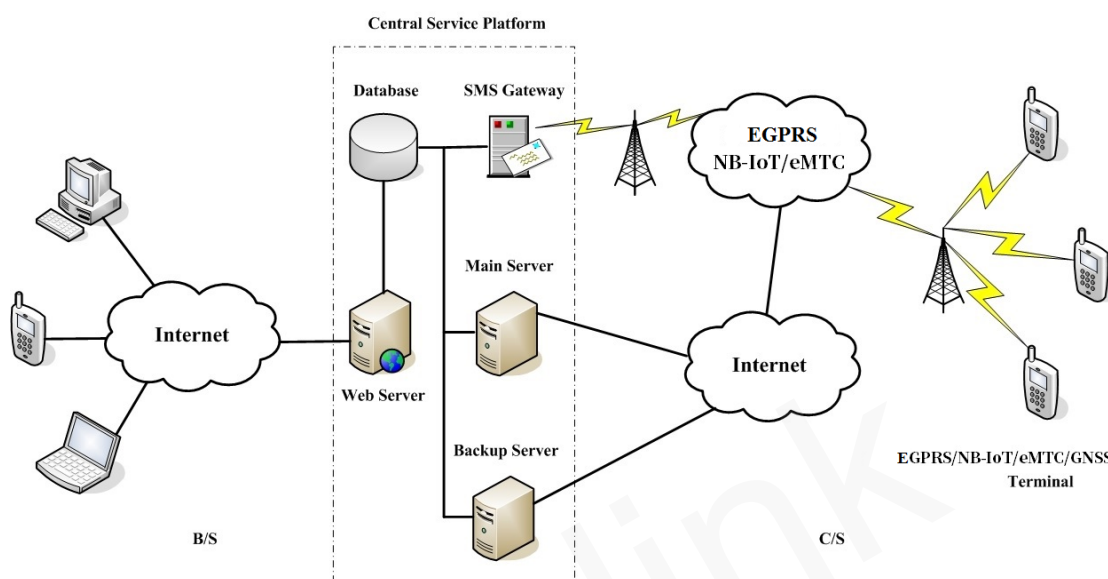 Central Service Platform
Database
SMS Gateway
EGPRS
NB-IoT/eMTC
Main Server
Internet
Internet
Web Server
Backup Server
EGPRS/NB-IoT/eMTC/GNSS
Terminal
B/S
C/S
link